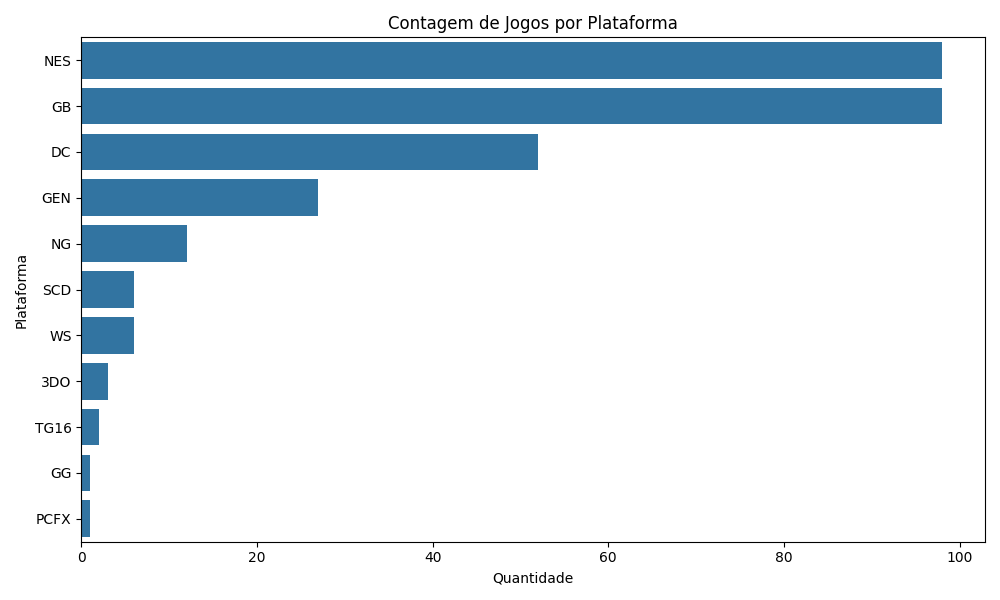 Contagem de Jogos por Plataforma
Plataforma
NES
GB
DC
GEN
NG
SCD
WS
3DO
TG16
GG
PCFX
0 20 40 60 80 100
Quantidade